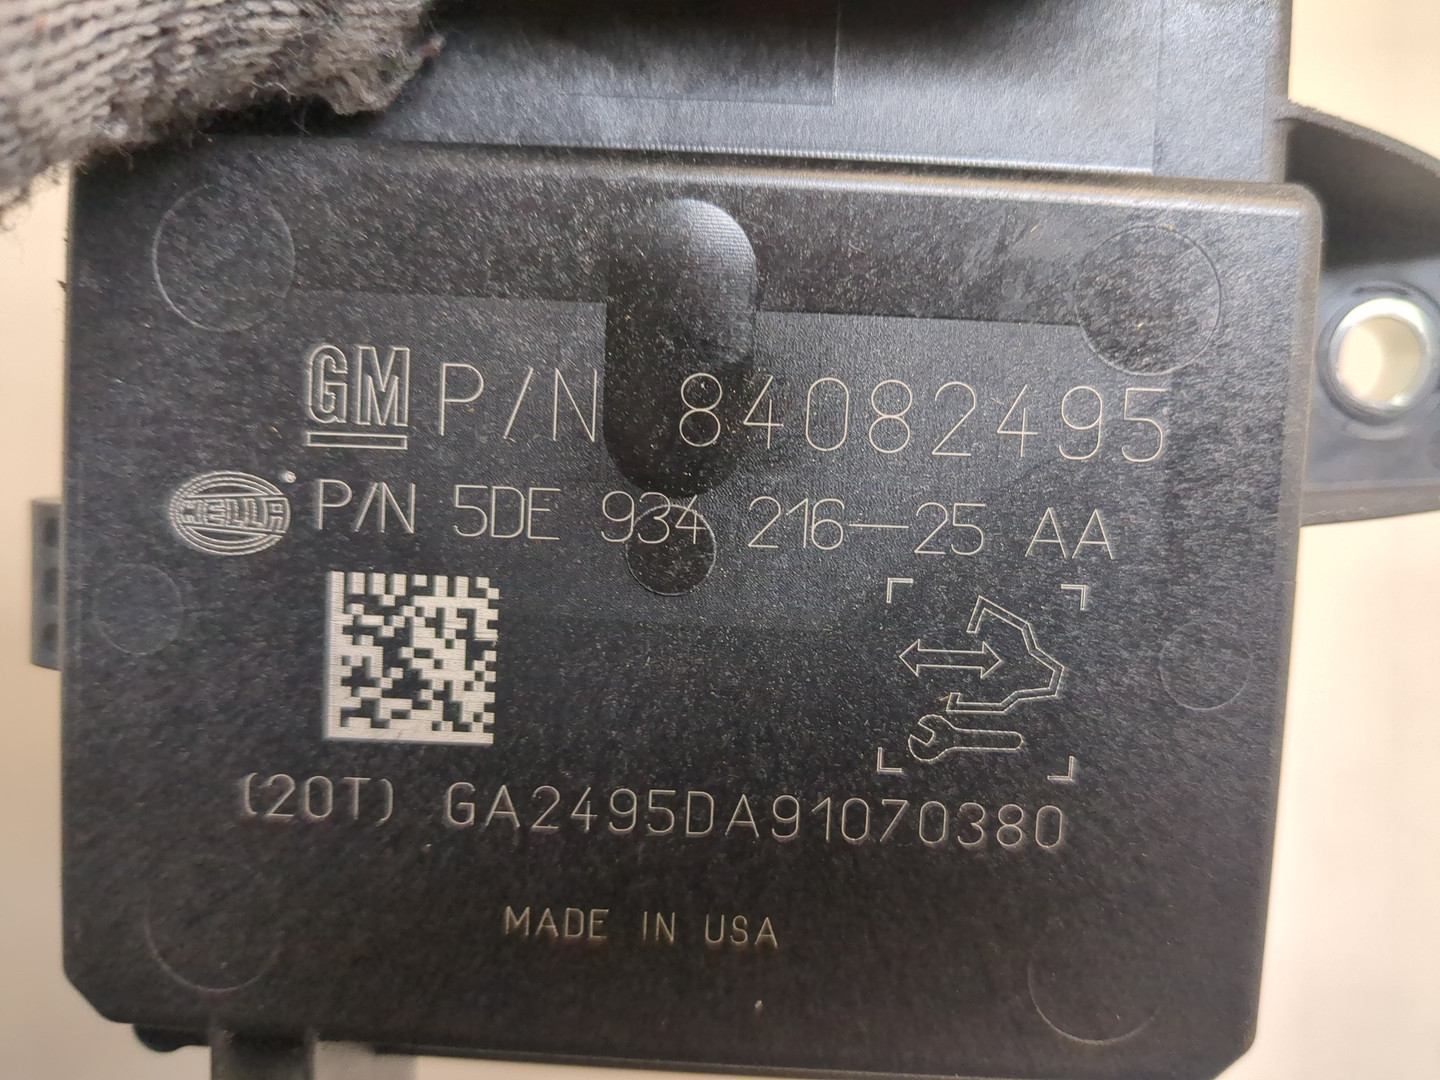 GM P/N 84082495
HELLA P/N 5DE 934 216-25 AA
(20T) GA2495DA91070380
MADE IN USA